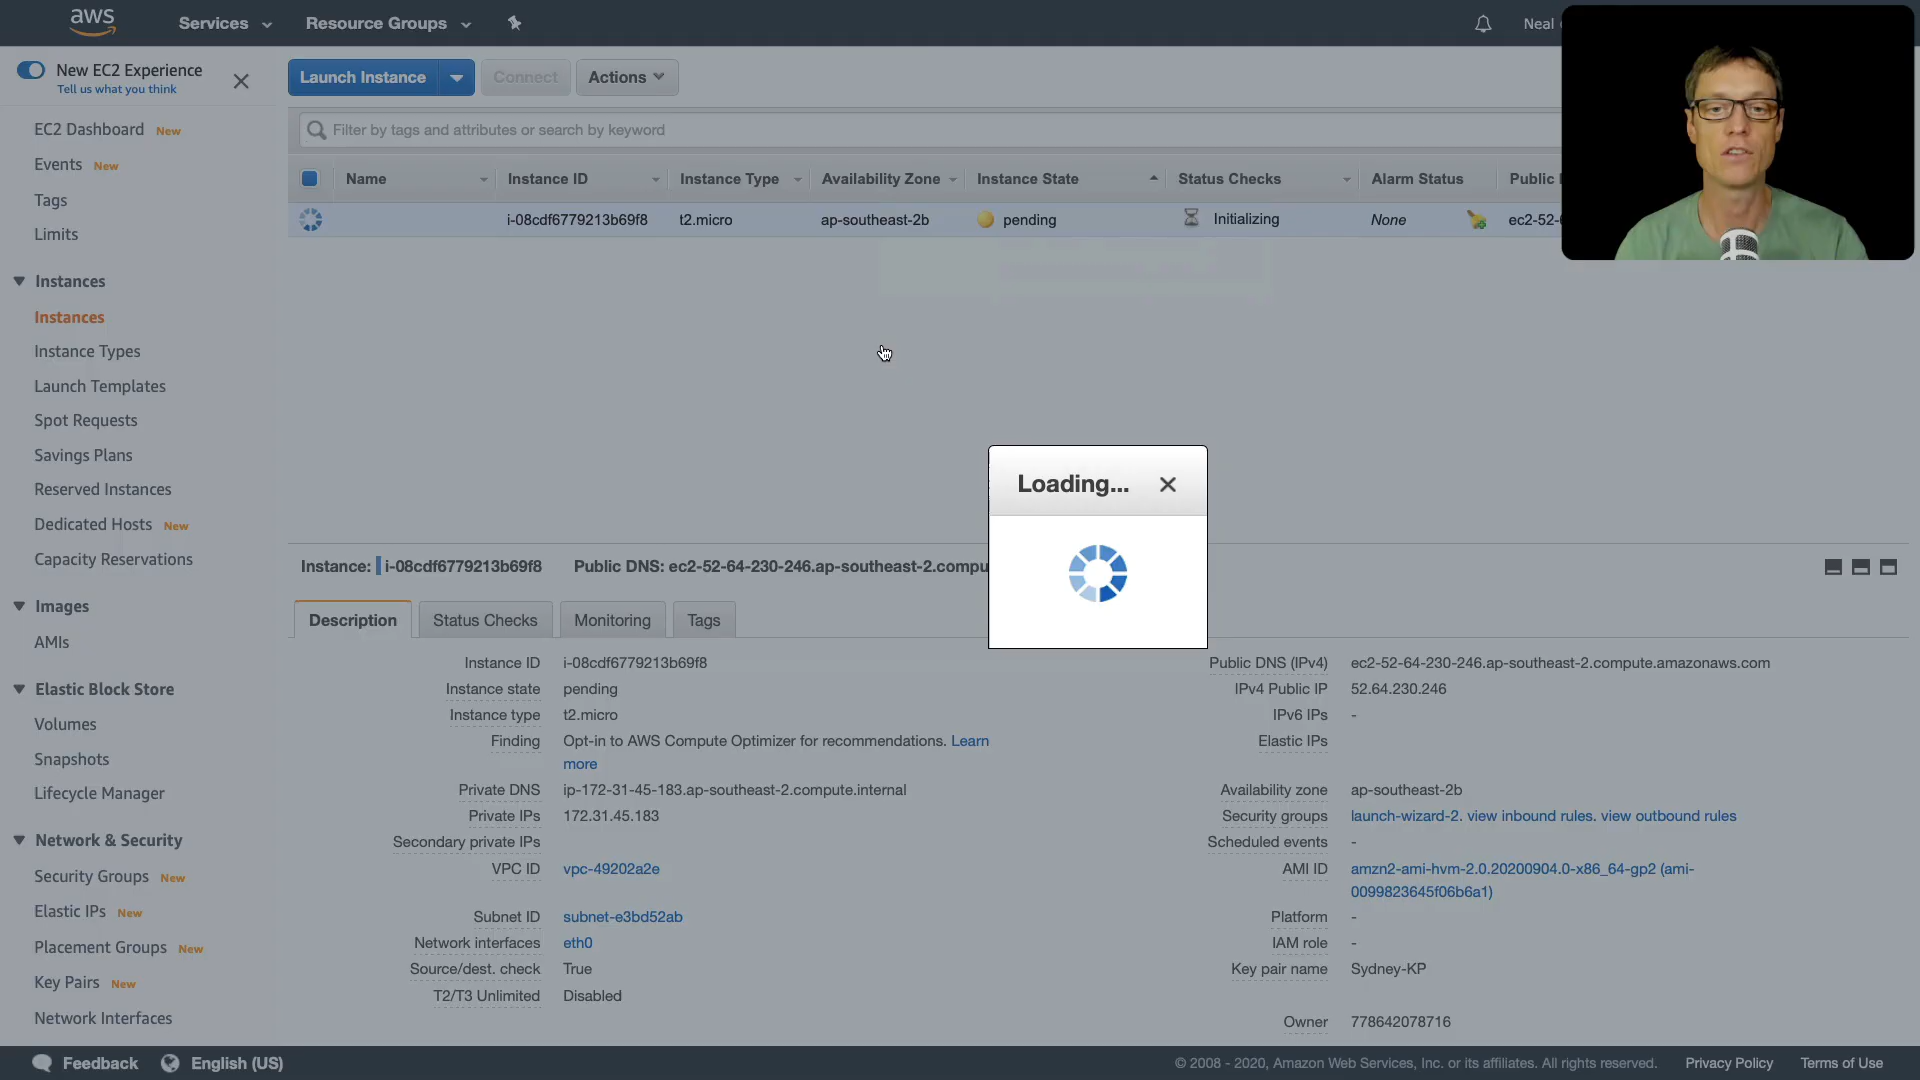 aws
Services
Resource Groups
Neal
New EC2 Experience
Tell us what you think
EC2 Dashboard New
Events New
Tags
Limits
Instances
Instances
Instance Types
Launch Templates
Spot Requests
Savings Plans
Reserved Instances
Dedicated Hosts New
Capacity Reservations
Images
AMIs
Elastic Block Store
Volumes
Snapshots
Lifecycle Manager
Network & Security
Security Groups New
Elastic IPs New
Placement Groups New
Key Pairs New
Network Interfaces
Launch Instance
Connect
Actions
Filter by tags and attributes or search by keyword
Name Instance ID Instance Type Availability Zone Instance State Status Checks Alarm Status Public
i-08cdf6779213b69f8 t2.micro ap-southeast-2b pending Initializing None ec2-52-
Loading...
Instance: i-08cdf6779213b69f8 Public DNS: ec2-52-64-230-246.ap-southeast-2.compu
Description Status Checks Monitoring Tags
Instance ID i-08cdf6779213b69f8
Instance state pending
Instance type t2.micro
Finding Opt-in to AWS Compute Optimizer for recommendations. Learn
more
Private DNS ip-172-31-45-183.ap-southeast-2.compute.internal
Private IPs 172.31.45.183
Secondary private IPs
VPC ID vpc-49202a2e
Subnet ID subnet-e3bd52ab
Network interfaces eth0
Source/dest. check True
T2/T3 Unlimited Disabled
Public DNS (IPv4) ec2-52-64-230-246.ap-southeast-2.compute.amazonaws.com
IPv4 Public IP 52.64.230.246
IPv6 IPs -
Elastic IPs
Availability zone ap-southeast-2b
Security groups launch-wizard-2. view inbound rules. view outbound rules
Scheduled events -
AMI ID amzn2-ami-hvm-2.0.20200904.0-x86_64-gp2 (ami-
0099823645f06b6a1)
Platform -
IAM role -
Key pair name Sydney-KP
Owner 778642078716
Feedback
English (US)
© 2008 - 2020, Amazon Web Services, Inc. or its affiliates. All rights reserved.
Privacy Policy
Terms of Use